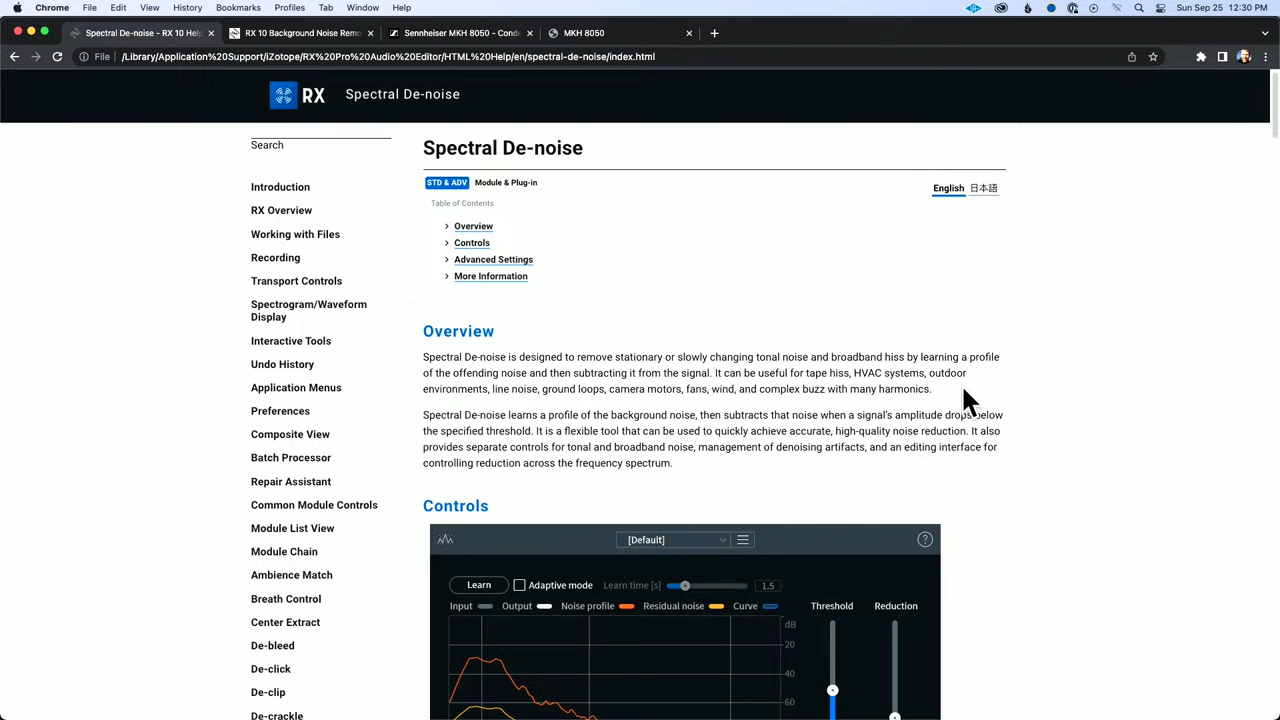 Chrome File Edit View History Bookmarks Profiles Tab Window Help Sun Sep 25 12:30 PM
Spectral De-noise - RX 10 Help RX 10 Background Noise Remo Sennheiser MKH 8050 - Conde MKH 8050
File /Library/Application%20Support/iZotope/RX%20Pro%20Audio%20Editor/HTML%20Help/en/spectral-de-noise/index.html
RX Spectral De-noise
Search
Introduction
RX Overview
Working with Files
Recording
Transport Controls
Spectrogram/Waveform
Display
Interactive Tools
Undo History
Application Menus
Preferences
Composite View
Batch Processor
Repair Assistant
Common Module Controls
Module List View
Module Chain
Ambience Match
Breath Control
Center Extract
De-bleed
De-click
De-clip
De-crackle
Spectral De-noise
STD & ADV Module & Plug-in
English 日本語
Table of Contents
Overview
Controls
Advanced Settings
More Information
Overview
Spectral De-noise is designed to remove stationary or slowly changing tonal noise and broadband hiss by learning a profile
of the offending noise and then subtracting it from the signal. It can be useful for tape hiss, HVAC systems, outdoor
environments, line noise, ground loops, camera motors, fans, wind, and complex buzz with many harmonics.
Spectral De-noise learns a profile of the background noise, then subtracts that noise when a signal's amplitude drops below
the specified threshold. It is a flexible tool that can be used to quickly achieve accurate, high-quality noise reduction. It also
provides separate controls for tonal and broadband noise, management of denoising artifacts, and an editing interface for
controlling reduction across the frequency spectrum.
Controls
[Default]
?
Learn Adaptive mode Learn time [s] 1.5
Input Output Noise profile Residual noise Curve Threshold Reduction
dB
20
40
60